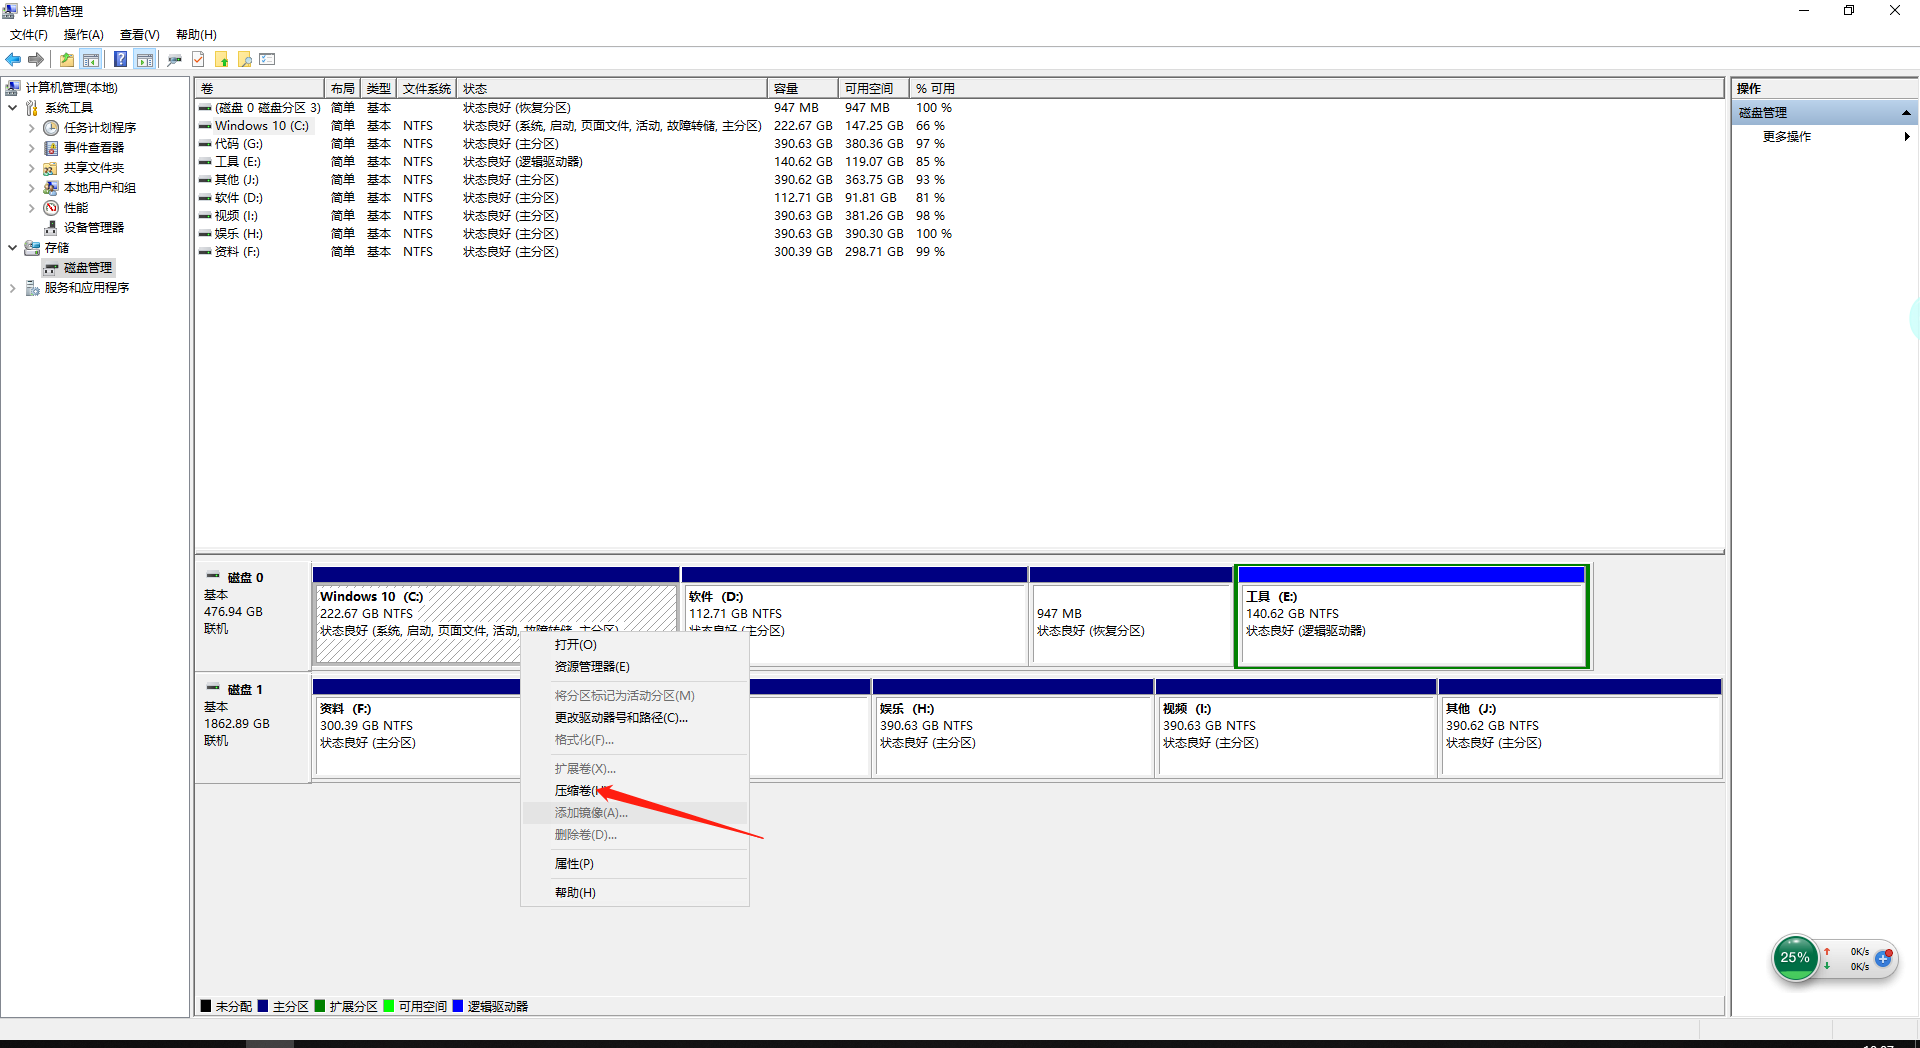 计算机管理
文件(F) 操作(A) 查看(V) 帮助(H)
计算机管理(本地)
系统工具
任务计划程序
事件查看器
共享文件夹
本地用户和组
性能
设备管理器
存储
磁盘管理
服务和应用程序
卷 布局 类型 文件系统 状态 容量 可用空间 % 可用
(磁盘 0 磁盘分区 3) 简单 基本 状态良好 (恢复分区) 947 MB 947 MB 100 %
Windows 10 (C:) 简单 基本 NTFS 状态良好 (系统, 启动, 页面文件, 活动, 故障转储, 主分区) 222.67 GB 147.25 GB 66 %
代码 (G:) 简单 基本 NTFS 状态良好 (主分区) 390.63 GB 380.36 GB 97 %
工具 (E:) 简单 基本 NTFS 状态良好 (逻辑驱动器) 140.62 GB 119.07 GB 85 %
其他 (J:) 简单 基本 NTFS 状态良好 (主分区) 390.62 GB 363.75 GB 93 %
软件 (D:) 简单 基本 NTFS 状态良好 (主分区) 112.71 GB 91.81 GB 81 %
视频 (I:) 简单 基本 NTFS 状态良好 (主分区) 390.63 GB 381.26 GB 98 %
娱乐 (H:) 简单 基本 NTFS 状态良好 (主分区) 390.63 GB 390.30 GB 100 %
资料 (F:) 简单 基本 NTFS 状态良好 (主分区) 300.39 GB 298.71 GB 99 %
操作
磁盘管理
更多操作
磁盘 0
基本
476.94 GB
联机
Windows 10 (C:)
222.67 GB NTFS
状态良好 (系统, 启动, 页面文件, 活动, 故障转储, 主分区)
软件 (D:)
112.71 GB NTFS
状态良好 (主分区)
947 MB
状态良好 (恢复分区)
工具 (E:)
140.62 GB NTFS
状态良好 (逻辑驱动器)
磁盘 1
基本
1862.89 GB
联机
资料 (F:)
300.39 GB NTFS
状态良好 (主分区)
娱乐 (H:)
390.63 GB NTFS
状态良好 (主分区)
视频 (I:)
390.63 GB NTFS
状态良好 (主分区)
其他 (J:)
390.62 GB NTFS
状态良好 (主分区)
打开(O)
资源管理器(E)
将分区标记为活动分区(M)
更改驱动器号和路径(C)...
格式化(F)...
扩展卷(X)...
压缩卷
添加镜像(A)...
删除卷(D)...
属性(P)
帮助(H)
25%
0K/s
0K/s
未分配 主分区 扩展分区 可用空间 逻辑驱动器